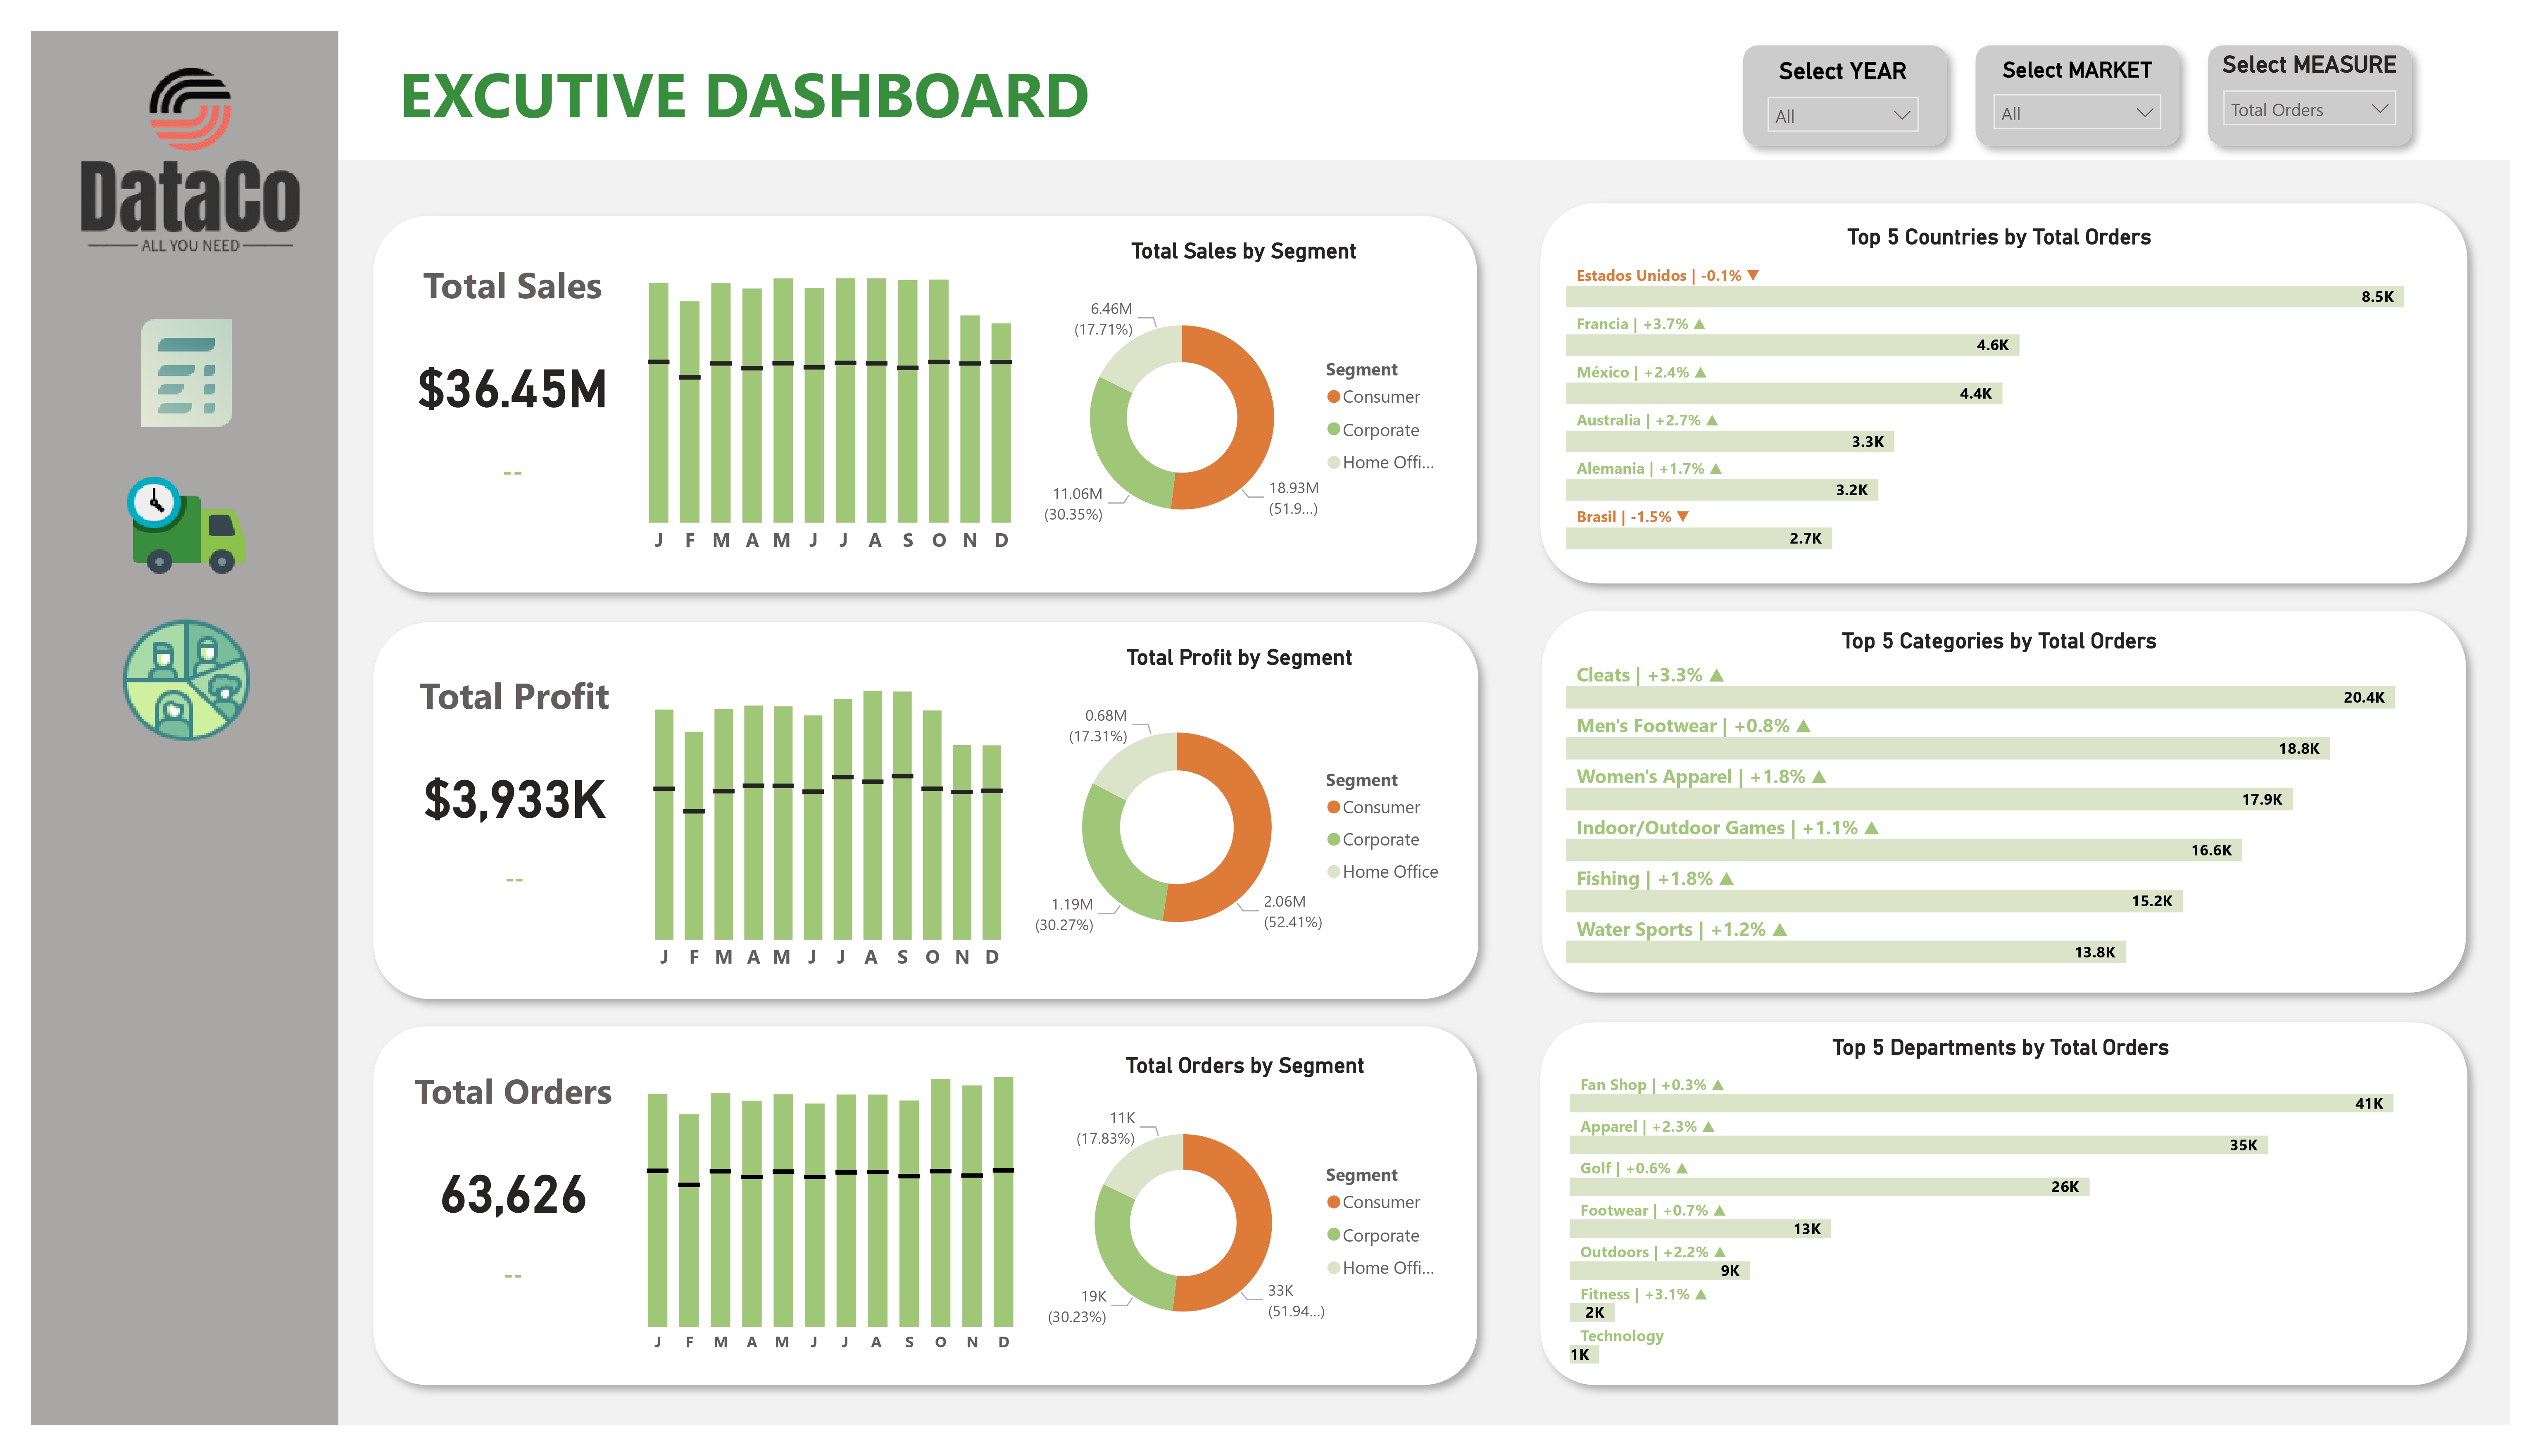 DataCo
ALL YOU NEED
EXCUTIVE DASHBOARD
Select YEAR
All
Select MARKET
All
Select MEASURE
Total Orders
Total Sales
$36.45M
--
J F M A M J J A S O N D
Total Sales by Segment
6.46M
(17.71%)
11.06M
(30.35%)
18.93M
(51.9...)
Segment
Consumer
Corporate
Home Offi...
Total Profit
$3,933K
--
J F M A M J J A S O N D
Total Profit by Segment
0.68M
(17.31%)
1.19M
(30.27%)
2.06M
(52.41%)
Segment
Consumer
Corporate
Home Office
Total Orders
63,626
--
J F M A M J J A S O N D
Total Orders by Segment
11K
(17.83%)
19K
(30.23%)
33K
(51.94...)
Segment
Consumer
Corporate
Home Offi...
Top 5 Countries by Total Orders
Estados Unidos | -0.1% ▼
8.5K
Francia | +3.7% ▲
4.6K
México | +2.4% ▲
4.4K
Australia | +2.7% ▲
3.3K
Alemania | +1.7% ▲
3.2K
Brasil | -1.5% ▼
2.7K
Top 5 Categories by Total Orders
Cleats | +3.3% ▲
20.4K
Men's Footwear | +0.8% ▲
18.8K
Women's Apparel | +1.8% ▲
17.9K
Indoor/Outdoor Games | +1.1% ▲
16.6K
Fishing | +1.8% ▲
15.2K
Water Sports | +1.2% ▲
13.8K
Top 5 Departments by Total Orders
Fan Shop | +0.3% ▲
41K
Apparel | +2.3% ▲
35K
Golf | +0.6% ▲
26K
Footwear | +0.7% ▲
13K
Outdoors | +2.2% ▲
9K
Fitness | +3.1% ▲
2K
Technology
1K